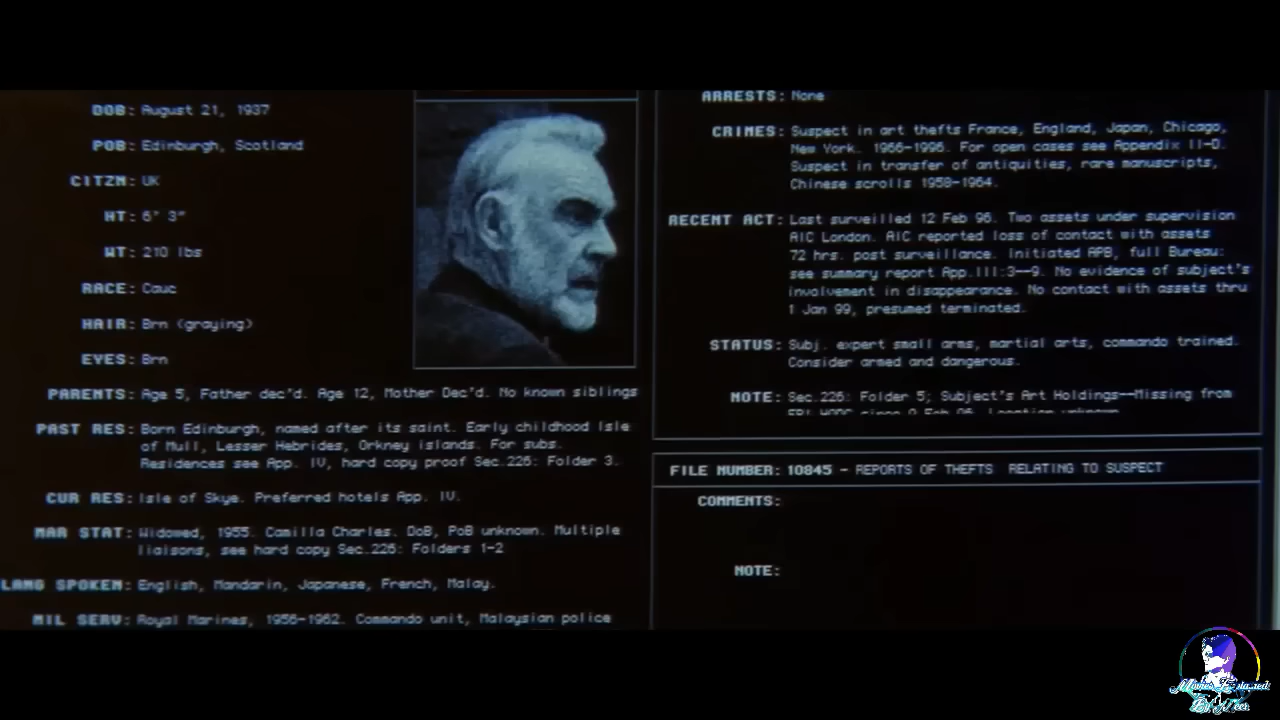 DOB: August 21, 1937
POB: Edinburgh, Scotland
CITZN: UK
HT: 6' 3"
WT: 210 lbs
RACE: Cauc
HAIR: Brn (graying)
EYES: Brn
PARENTS: Age 5, Father dec'd. Age 12, Mother Dec'd. No known siblings
PAST RES: Born Edinburgh, named after its saint. Early childhood Isle
of Mull, Lesser Hebrides, Orkney islands. For subs.
Residences see App. IV, hard copy proof Sec.226: Folder 3.
CUR RES: Isle of Skye. Preferred hotels App. IV.
MAR STAT: Widowed, 1955. Camilla Charles. DoB, PoB unknown. Multiple
liaisons, see hard copy Sec.226: Folders 1-2
LANG SPOKEN: English, Mandarin, Japanese, French, Malay.
MIL SERV: Royal Marines, 1956-1962. Commando unit, Malaysian police
ARRESTS: None
CRIMES: Suspect in art thefts France, England, Japan, Chicago,
New York. 1966-1996. For open cases see Appendix II-D.
Suspect in transfer of antiquities, rare manuscripts,
Chinese scrolls 1958-1964.
RECENT ACT: Last surveilled 12 Feb 96. Two assets under supervision
AIC London. AIC reported loss of contact with assets
72 hrs. post surveillance. Initiated APB, full Bureau:
see summary report App.III:3--9. No evidence of subject's
involvement in disappearance. No contact with assets thru
1 Jan 99, presumed terminated.
STATUS: Subj. expert small arms, martial arts, commando trained.
Consider armed and dangerous.
NOTE: Sec.226: Folder 5; Subject's Art Holdings--Missing from
FILE NUMBER: 10845 - REPORTS OF THEFTS RELATING TO SUSPECT
COMMENTS:
NOTE:
Movies Explained
By